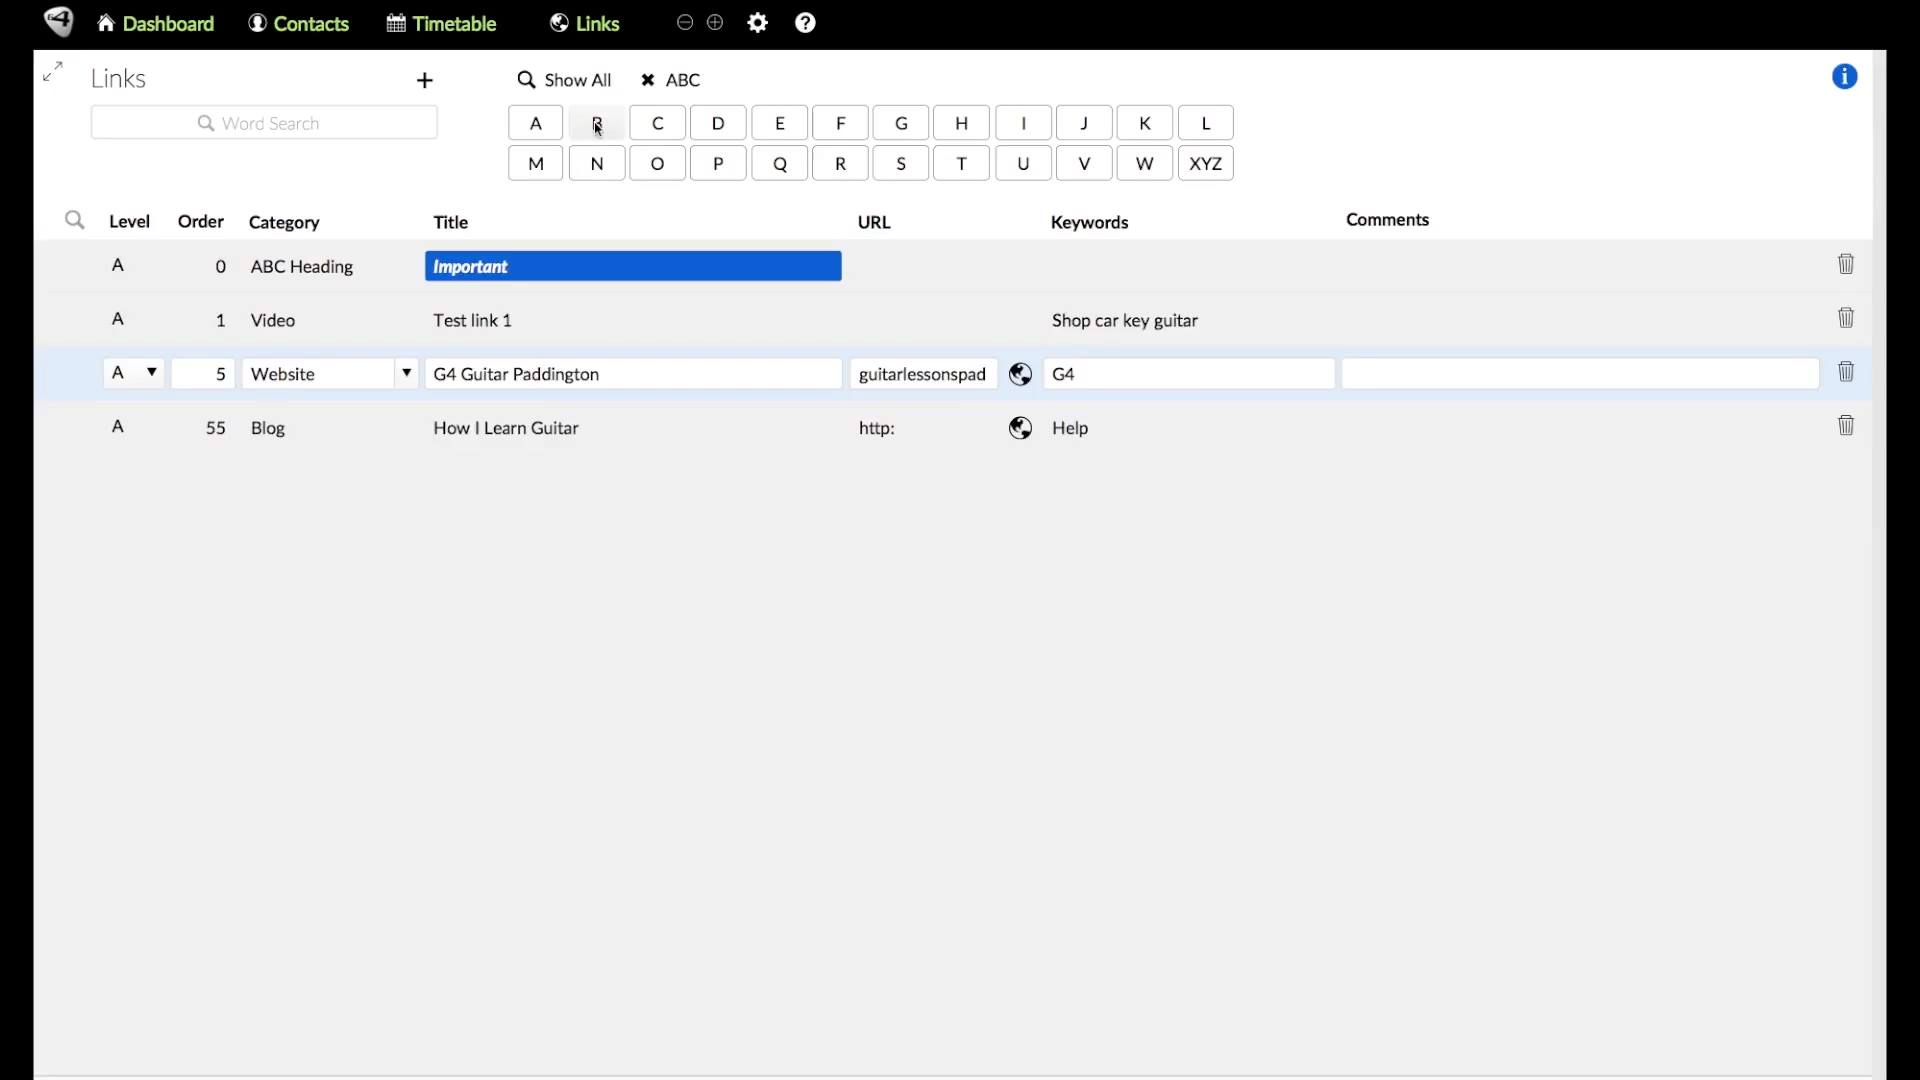 G4 Dashboard Contacts Timetable Links
Links + Show All ABC
Word Search
A B C D E F G H I J K L
M N O P Q R S T U V W XYZ
Level Order Category Title URL Keywords Comments
A 0 ABC Heading Important
A 1 Video Test link 1 Shop car key guitar
A 5 Website G4 Guitar Paddington guitarlessonspad G4
A 55 Blog How I Learn Guitar http: Help